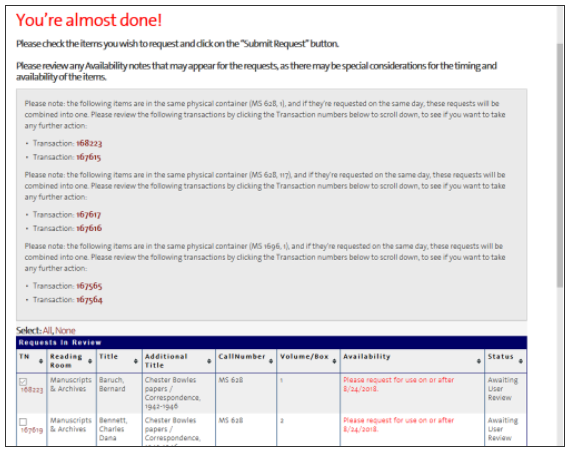 You're almost done!
Please check the items you wish to request and click on the "Submit Request" button.
Please review any Availability notes that may appear for the requests, as there may be special considerations for the timing and
availability of the items.
Please note: the following items are in the same physical container (MS 628, 1), and if they're requested on the same day, these requests will be
combined into one. Please review the following transactions by clicking the Transaction numbers below to scroll down, to see if you want to take
any further action:
• Transaction: 168223
• Transaction: 167615
Please note: the following items are in the same physical container (MS 628, 117), and if they're requested on the same day, these requests will be
combined into one. Please review the following transactions by clicking the Transaction numbers below to scroll down, to see if you want to take
any further action:
• Transaction: 167617
• Transaction: 167616
Please note: the following items are in the same physical container (MS 1696, 1), and if they're requested on the same day, these requests will be
combined into one. Please review the following transactions by clicking the Transaction numbers below to scroll down, to see if you want to take
any further action:
• Transaction: 167565
• Transaction: 167564
Select: All, None
Requests In Review
TN Reading Room Title Additional Title CallNumber Volume/Box Availability Status
168223 Manuscripts & Archives Baruch, Bernard Chester Bowles papers / Correspondence, 1942-1946 MS 628 1 Please request for use on or after 8/24/2018. Awaiting User Review
167619 Manuscripts & Archives Bennett, Charles Dana Chester Bowles papers / Correspondence, MS 628 2 Please request for use on or after 8/24/2018. Awaiting User Review